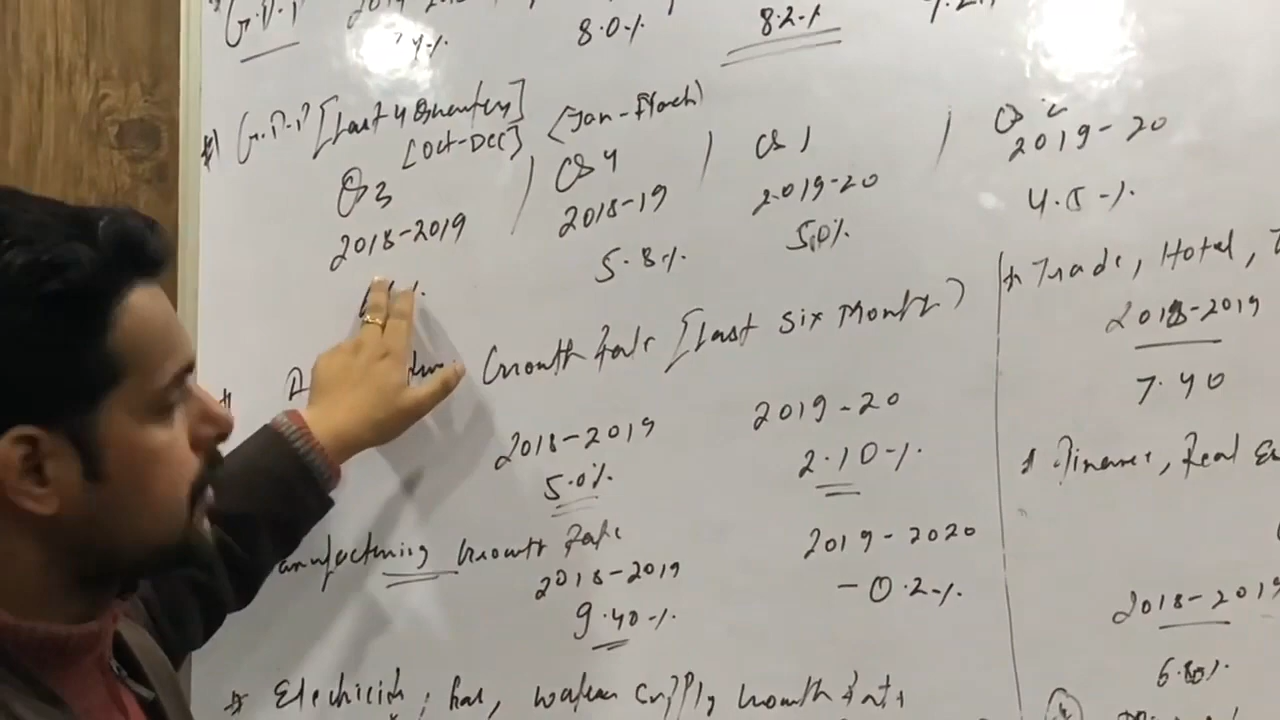 G.D.P
8.0%
8.2%
G.D.P [Last 4 Quarters]
[Oct-Dec] (Jan-March)
Q3 / Q4 / Q1 / Q2
2018-2019 2018-19 2019-20 2019-20
5.8% 5.0% 4.5%
Growth Rate [Last Six Months)
2018-2019 2019-20
5.0% 2.10%
anufacturing Growth Rate
2018-2019 2019-2020
9.40% -0.2%
* Electricity, Gas, Water Supply Growth Rate
* Trade, Hotel, T
2018-2019
7.40
* Finance, Real Es
2018-2019